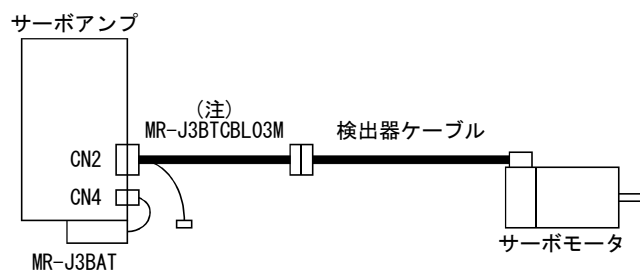 サーボアンプ
(注)
MR-J3BTCBL03M
検出器ケーブル
CN2
CN4
サーボモータ
MR-J3BAT